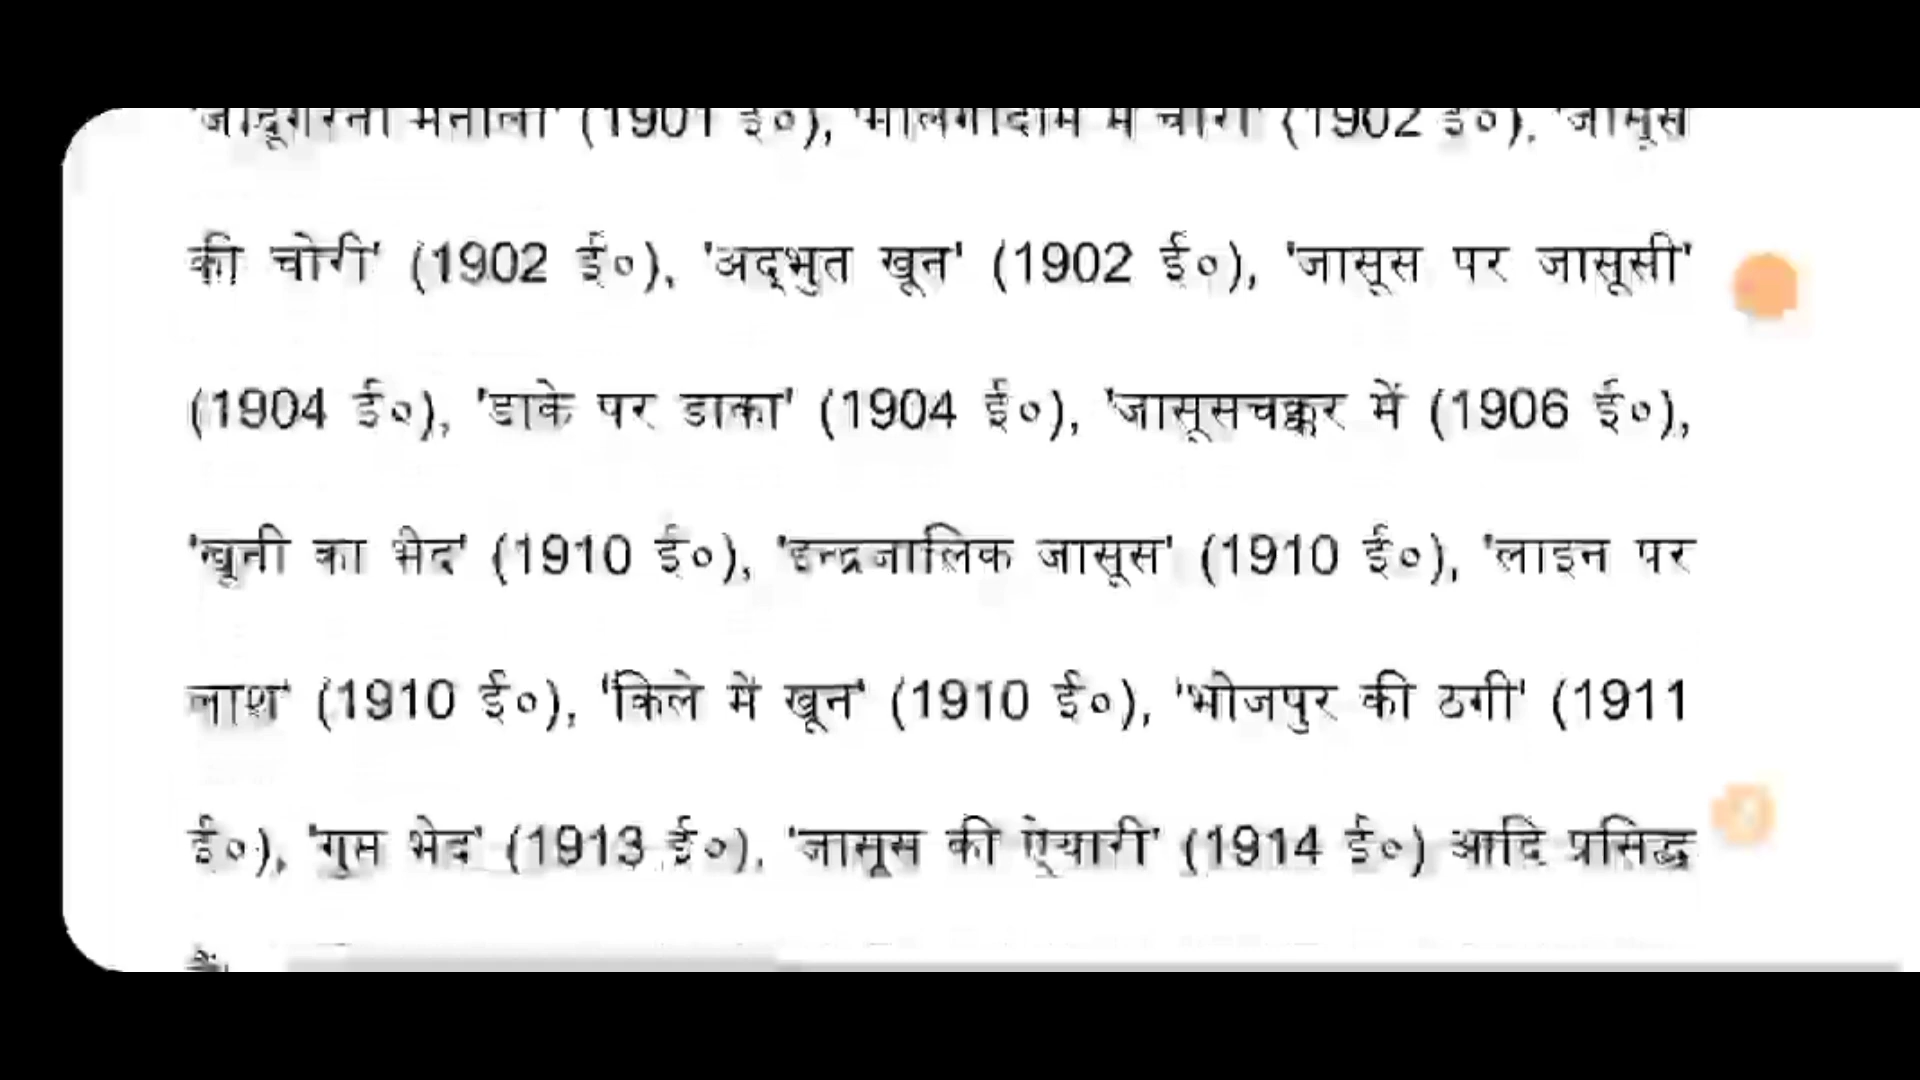 'जादूगरनी मनोला' (1901 ई०), 'मालगोदाम में चोरी' (1902 ई०), 'जासूस
की चोरी' (1902 ई०), 'अद्भुत खून' (1902 ई०), 'जासूस पर जासूसी'
(1904 ई०), 'डाके पर डाका' (1904 ई०), 'जासूसचक्कर में (1906 ई०),
'खूनी का भेद' (1910 ई०), 'इन्द्रजालिक जासूस' (1910 ई०), 'लाइन पर
लाश' (1910 ई०), 'किले में खून' (1910 ई०), 'भोजपुर की ठगी' (1911
ई०), 'गुप्त भेद' (1913 ई०), 'जासूस की ऐयारी' (1914 ई०) आदि प्रसिद्ध
हैं।